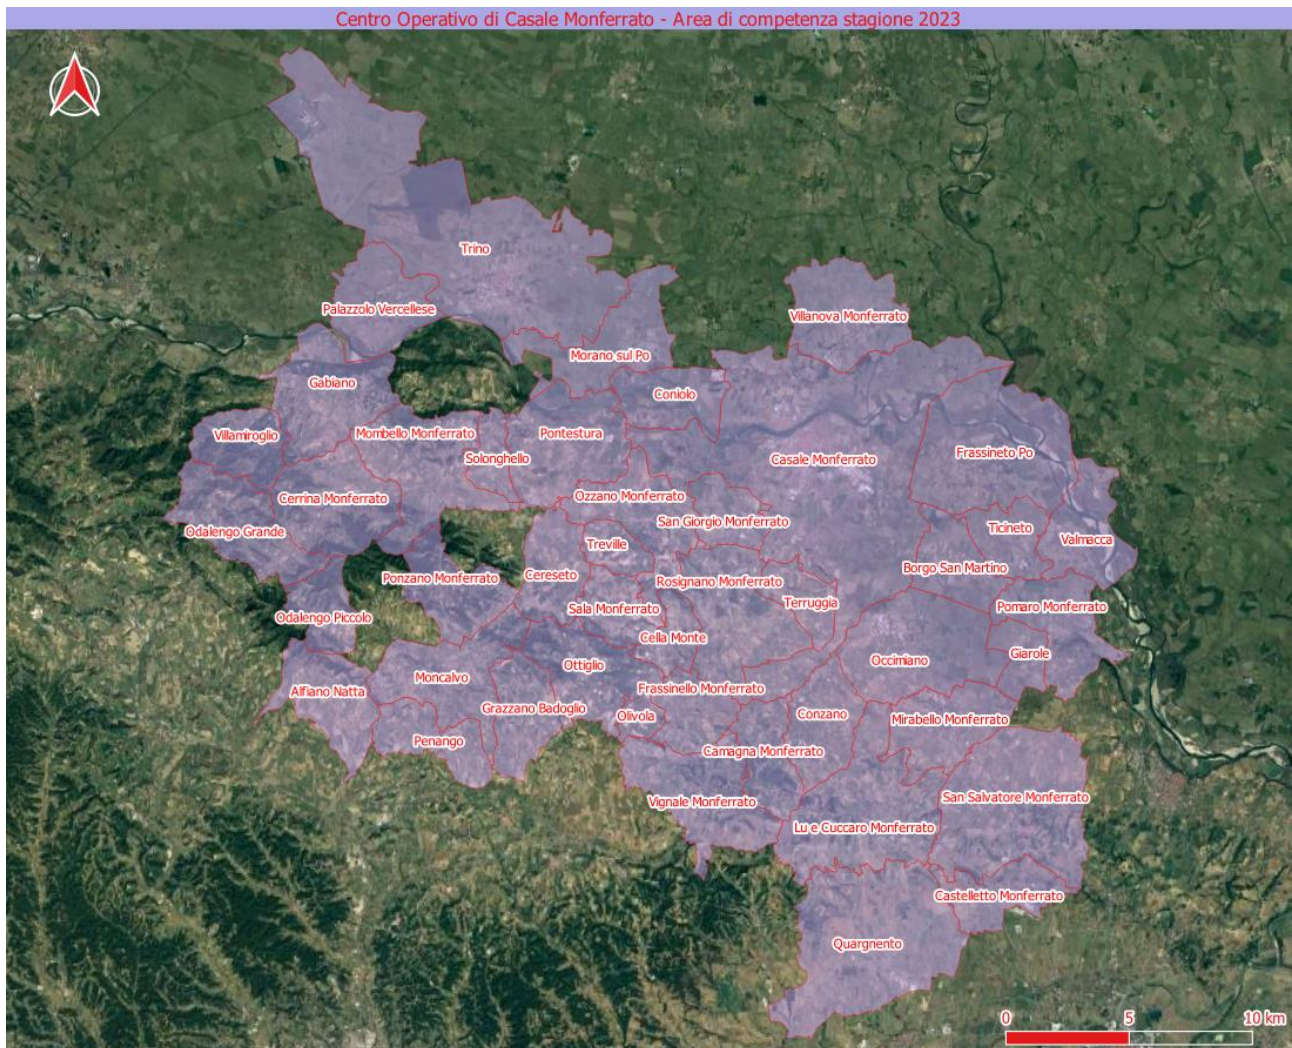 Centro Operativo di Casale Monferrato - Area di competenza stagione 2023
Trino
Palazzolo Vercellese
Villanova Monferrato
Morano sul Po
Gabiano
Coniolo
Villamiroglio
Mombello Monferrato
Pontestura
Solonghello
Casale Monferrato
Frassineto Po
Cerrina Monferrato
Ozzano Monferrato
Odalengo Grande
San Giorgio Monferrato
Ticineto
Treville
Valmacca
Ponzano Monferrato
Cereseto
Rosignano Monferrato
Borgo San Martino
Terruggia
Pomaro Monferrato
Odalengo Piccolo
Sala Monferrato
Cella Monte
Giarole
Occimiano
Ottiglio
Moncalvo
Alfiano Natta
Frassinello Monferrato
Grazzano Badoglio
Olivola
Conzano
Mirabello Monferrato
Penango
Camagna Monferrato
Vignale Monferrato
San Salvatore Monferrato
Lu e Cuccaro Monferrato
Castelletto Monferrato
Quargnento
0 5 10 km